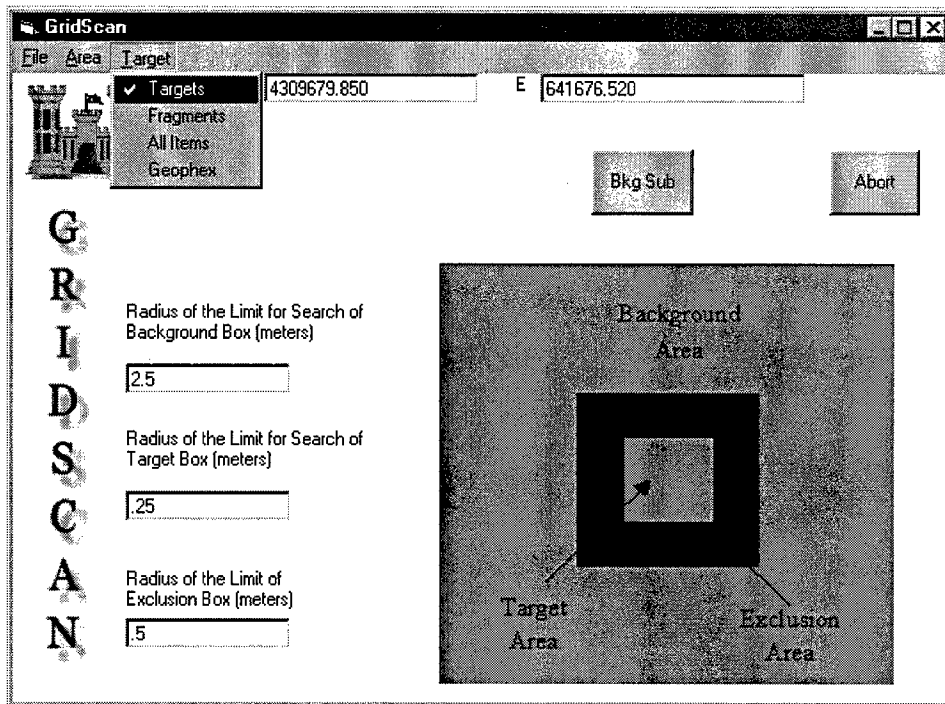 GridScan
File Area Target
✓ Targets
Fragments
All Items
Geophex
4309679.850
E 641676.520
Bkg Sub
Abort
G
R
I
D
S
C
A
N
Radius of the Limit for Search of
Background Box (meters)
2.5
Radius of the Limit for Search of
Target Box (meters)
.25
Radius of the Limit of
Exclusion Box (meters)
.5
Background
Area
Target
Area
Exclusion
Area